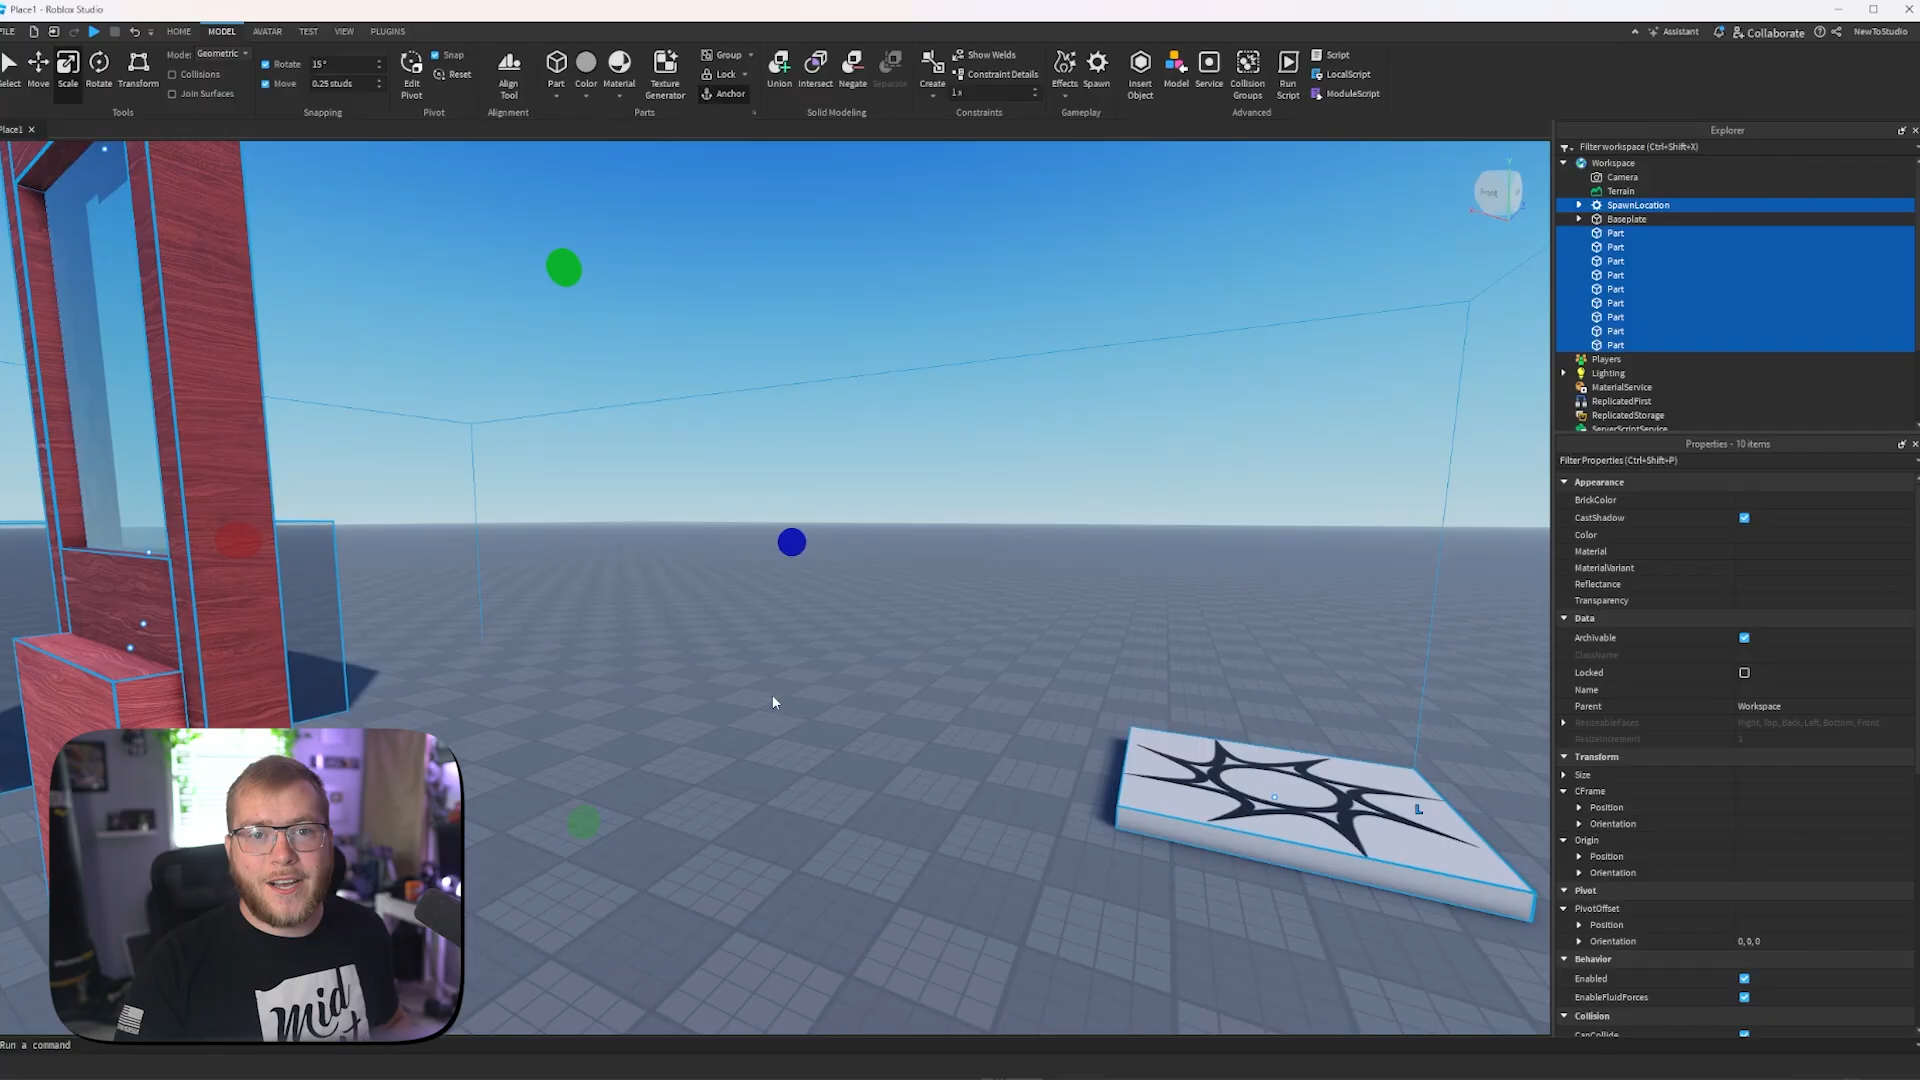 Place1 - Roblox Studio
FILE HOME MODEL AVATAR TEST VIEW PLUGINS Assistant Collaborate NewToStudio
Select Move Scale Rotate Transform
Mode: Geometric
Collisions
Join Surfaces
Tools
Rotate 15°
Move 0.25 studs
Snapping
Edit Pivot
Snap
Reset
Pivot
Align Tool
Alignment
Part Color Material Texture Generator
Group
Lock
Anchor
Parts
Union Intersect Negate Separate
Solid Modeling
Create
Show Welds
Constraint Details
1x
Constraints
Effects Spawn
Gameplay
Insert Object
Model
Service
Collision Groups
Run Script
Script
LocalScript
ModuleScript
Advanced
Place1
Front
Y
L
Explorer
Filter workspace (Ctrl+Shift+X)
Workspace
Camera
Terrain
SpawnLocation
Baseplate
Part
Part
Part
Part
Part
Part
Part
Part
Part
Players
Lighting
MaterialService
ReplicatedFirst
ReplicatedStorage
ServerScriptService
Properties - 10 items
Filter Properties (Ctrl+Shift+P)
Appearance
BrickColor
CastShadow
Color
Material
MaterialVariant
Reflectance
Transparency
Data
Archivable
ClassName
Locked
Name
Parent Workspace
ResizeableFaces Right, Top, Back, Left, Bottom, Front
ResizeIncrement 1
Transform
Size
CFrame
Position
Orientation
Origin
Position
Orientation
Pivot
PivotOffset
Position
Orientation 0, 0, 0
Behavior
Enabled
EnableFluidForces
Collision
CanCollide
Run a command